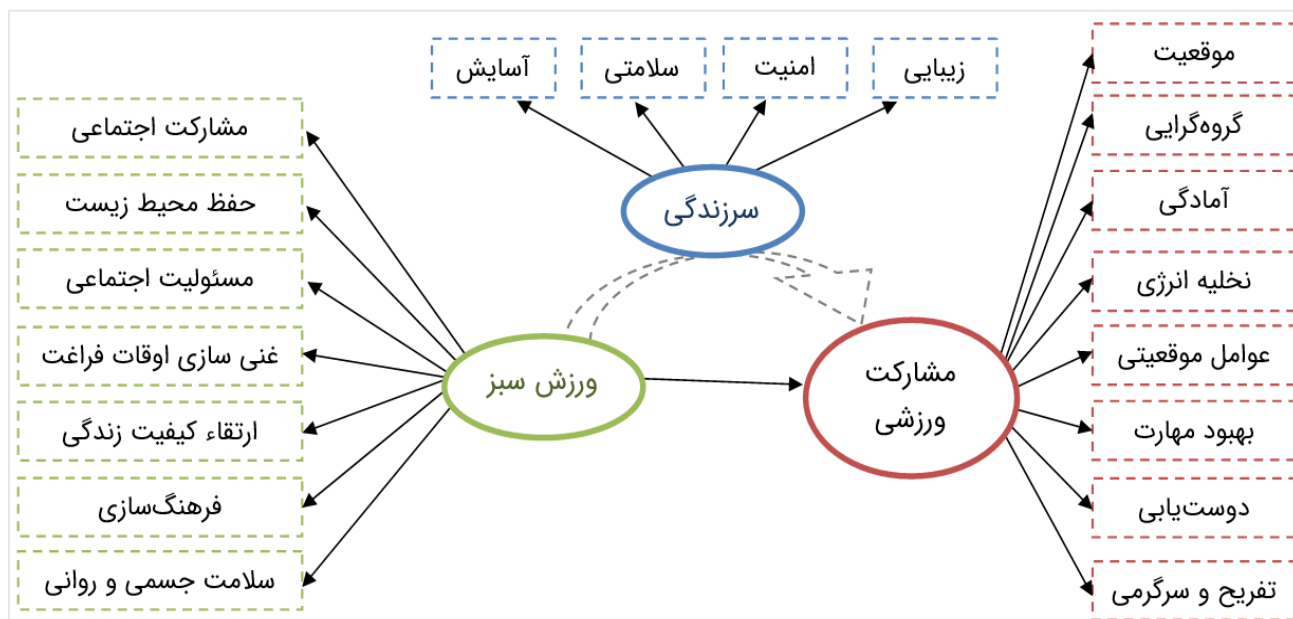 زیبایی
امنیت
سلامتی
آسایش
سرزندگی
موقعیت
گروه‌گرایی
آمادگی
نخلیه انرژی
عوامل موقعیتی
بهبود مهارت
دوست‌یابی
تفریح و سرگرمی
مشارکت
ورزشی
ورزش سبز
مشارکت اجتماعی
حفظ محیط زیست
مسئولیت اجتماعی
غنی سازی اوقات فراغت
ارتقاء کیفیت زندگی
فرهنگ‌سازی
سلامت جسمی و روانی